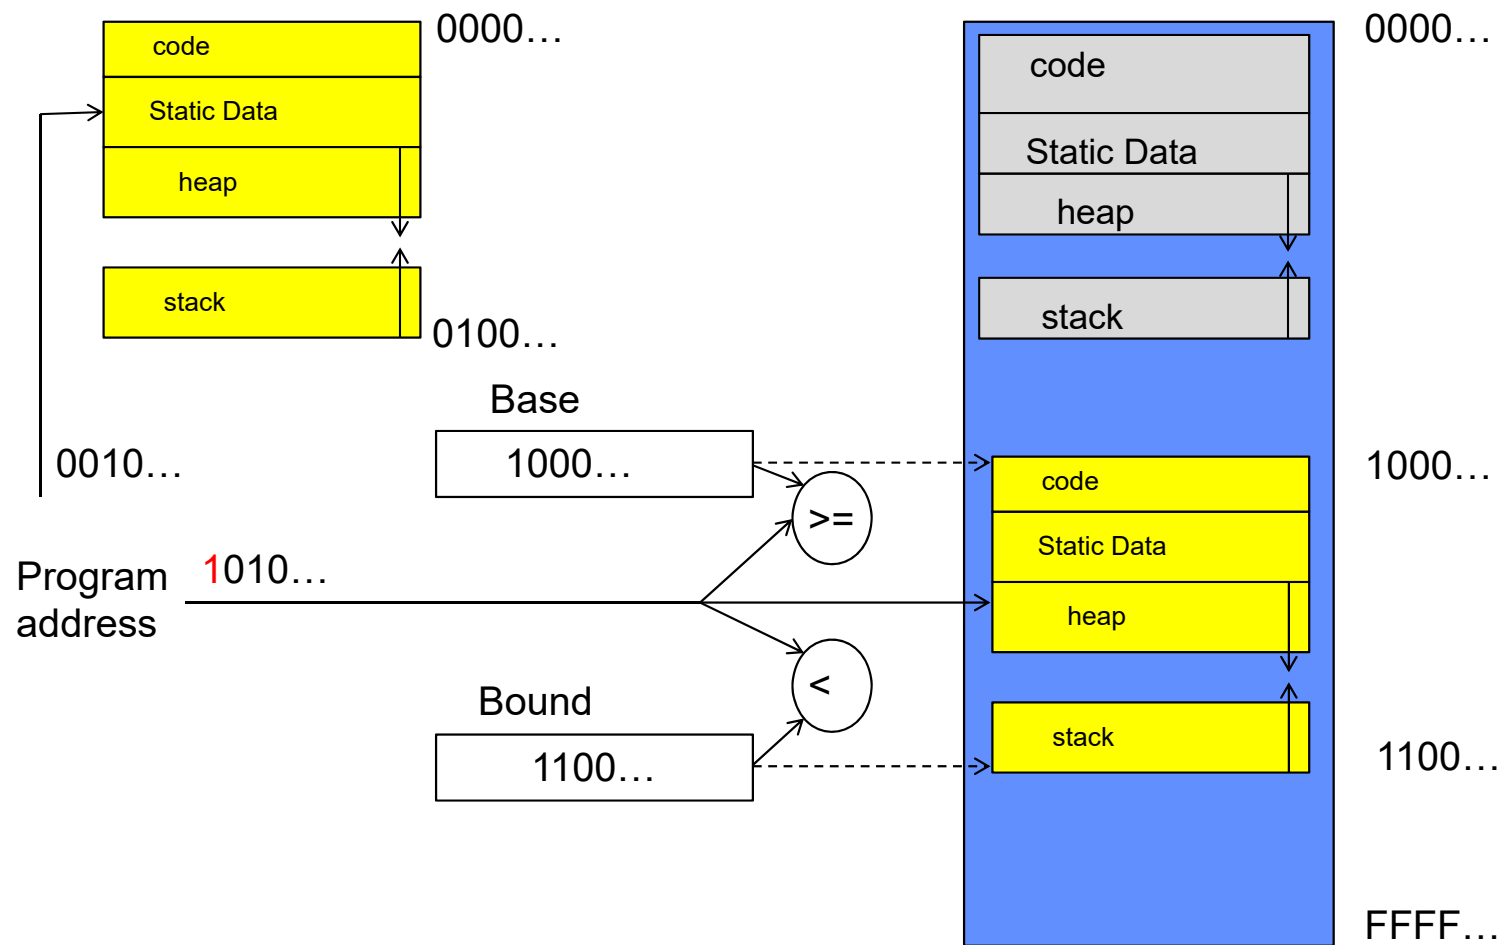 code
0000…
Static Data
heap
stack
0100…
0010…
Base
1000…
>=
Program
address
1010…
<
Bound
1100…
0000…
code
Static Data
heap
stack
1000…
code
Static Data
heap
stack
1100…
FFFF…